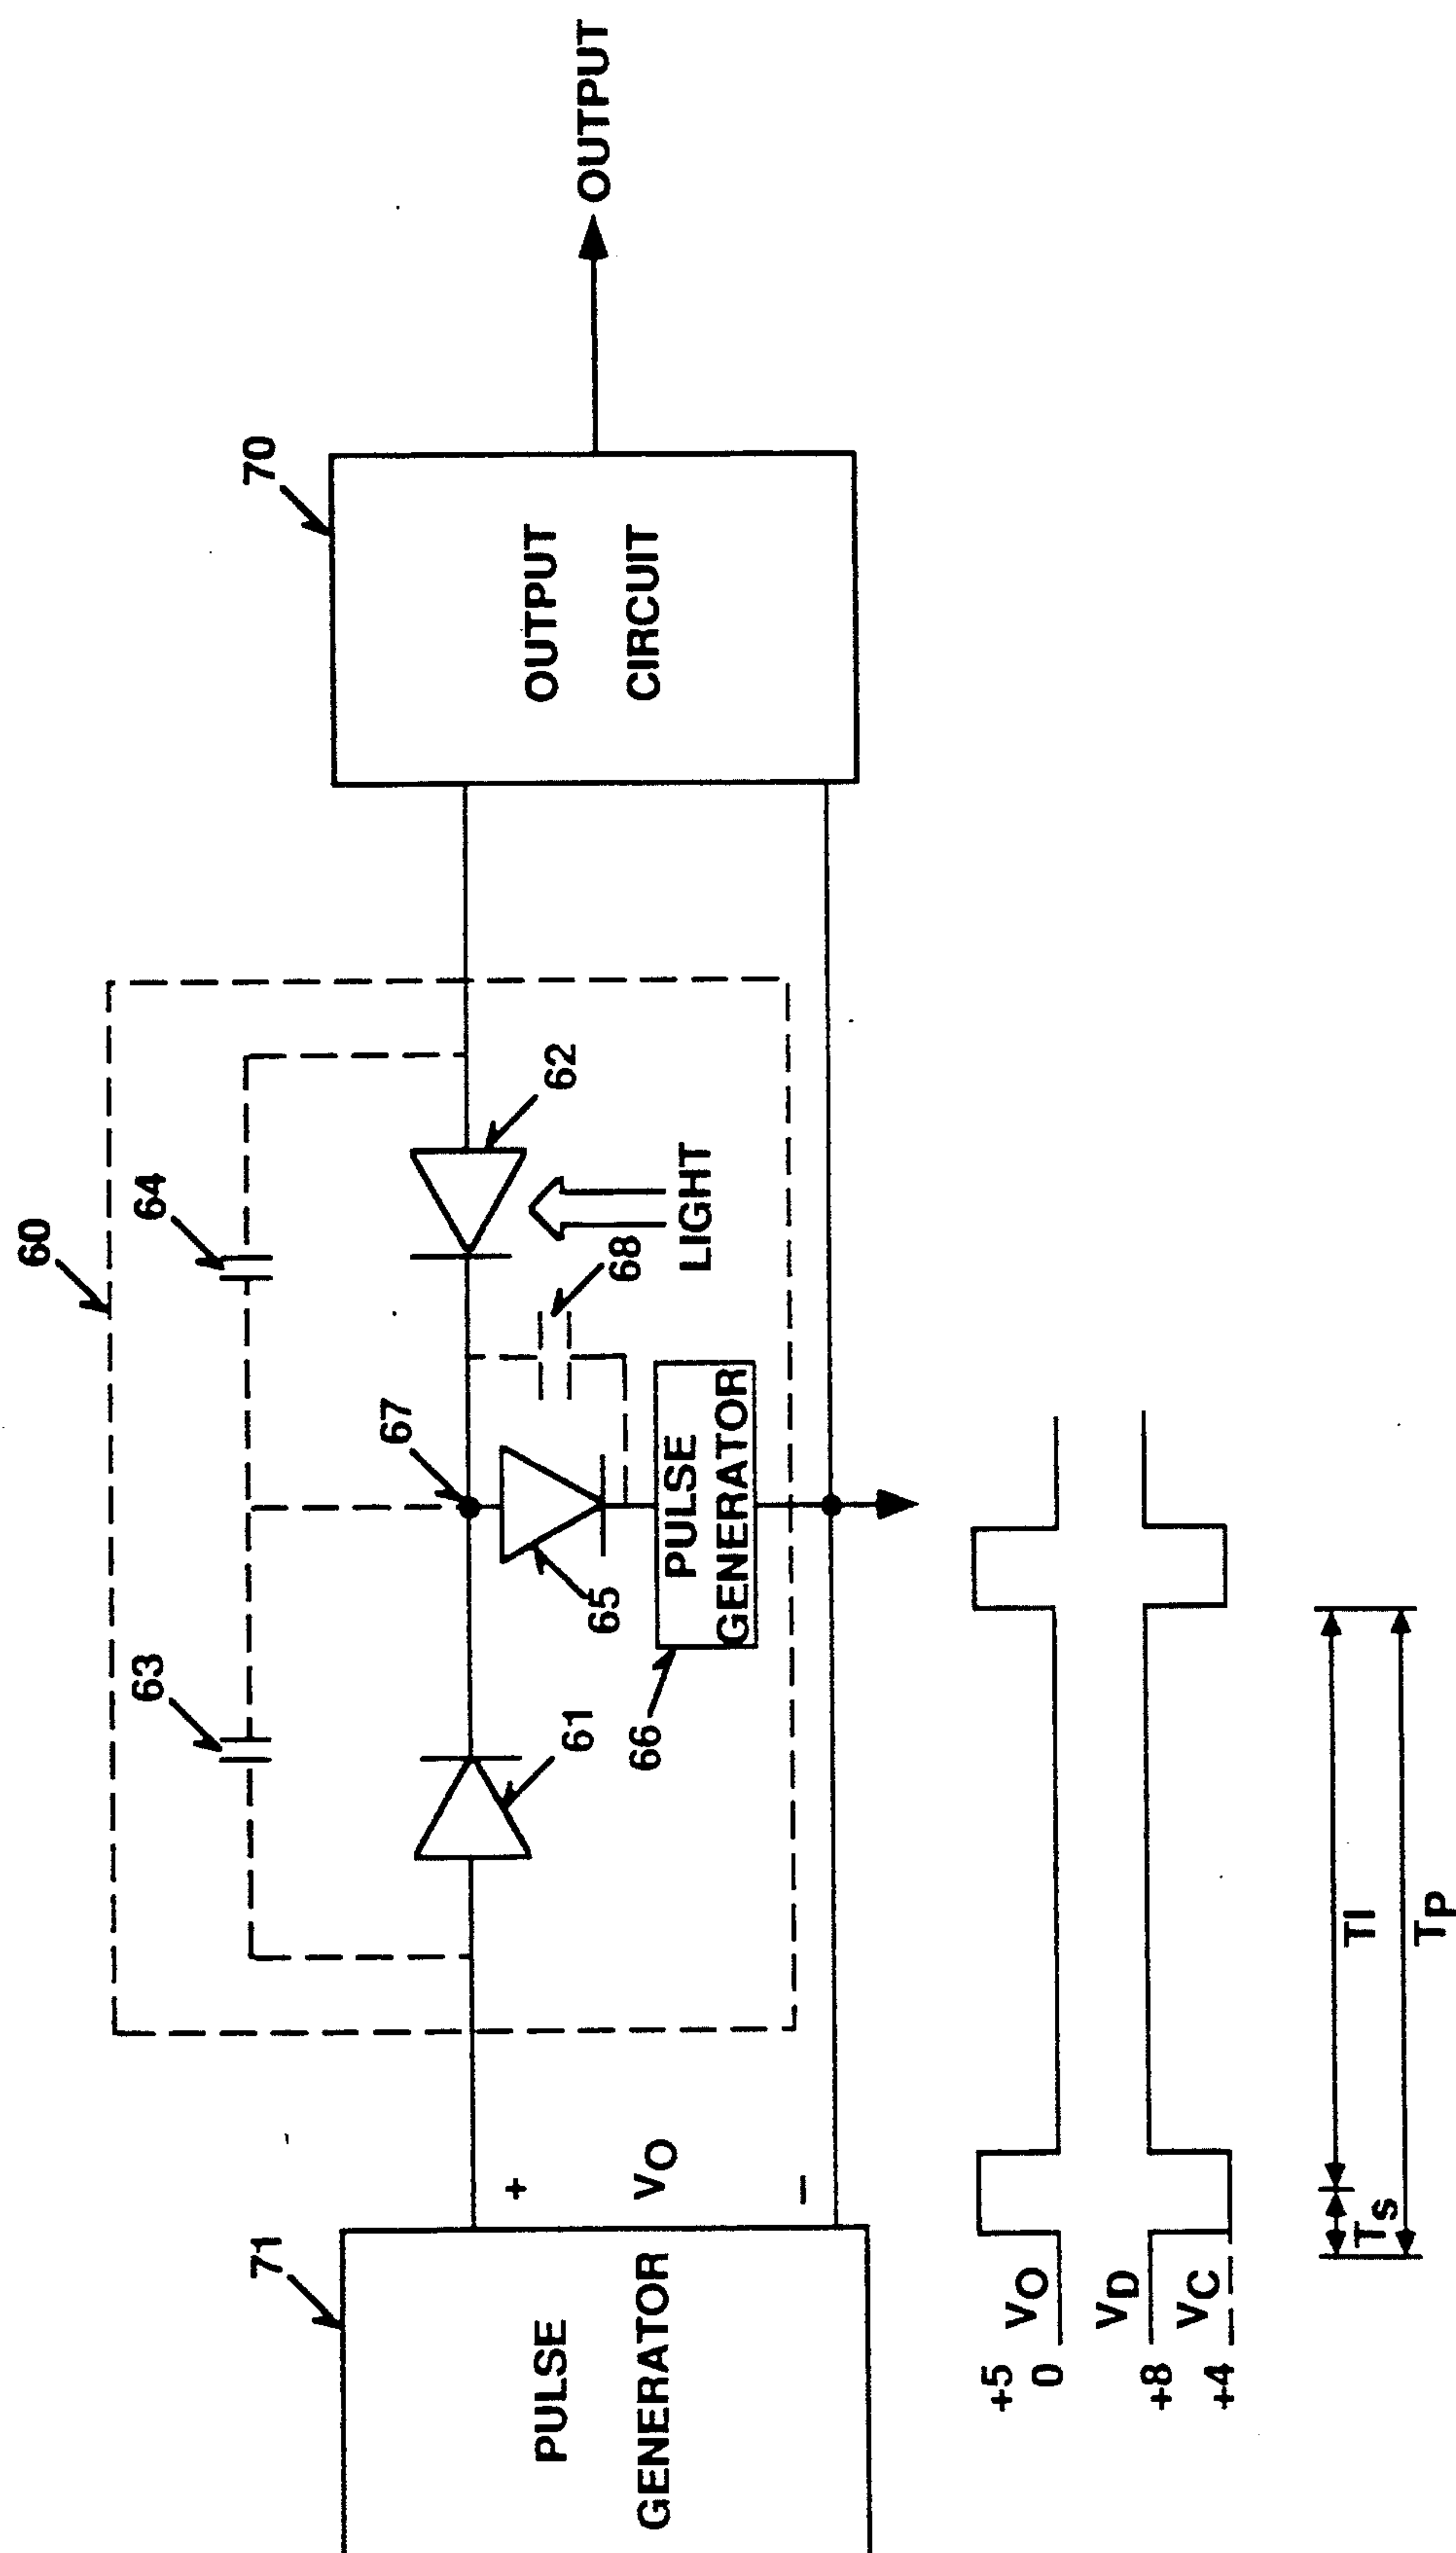 71
PULSE
GENERATOR
+
VO
−
60
63
64
61
67
62
65
68
66
PULSE
GENERATOR
LIGHT
70
OUTPUT
CIRCUIT
OUTPUT
+5
0
VO
+8
VD
+4
VC
TS
TI
TP